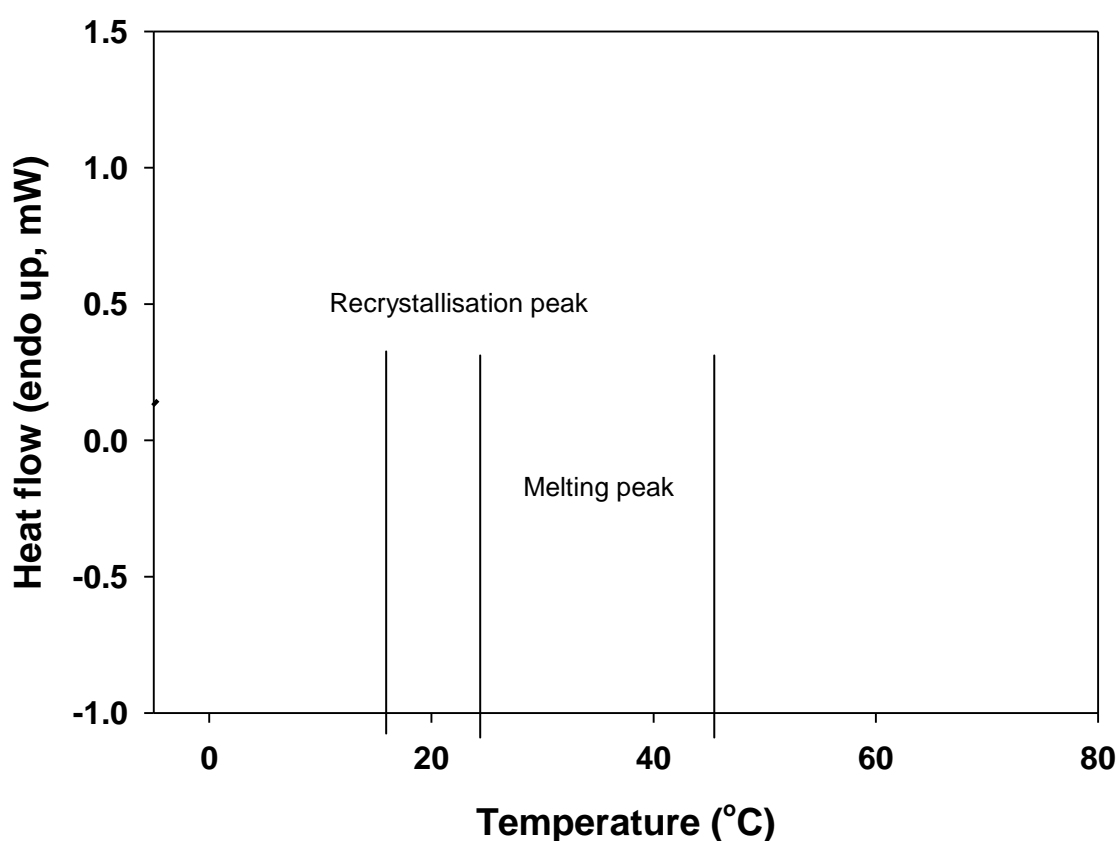 1.5
1.0
0.5
0.0
-0.5
-1.0
Heat flow (endo up, mW)
Recrystallisation peak
Melting peak
0 20 40 60 80
Temperature (°C)